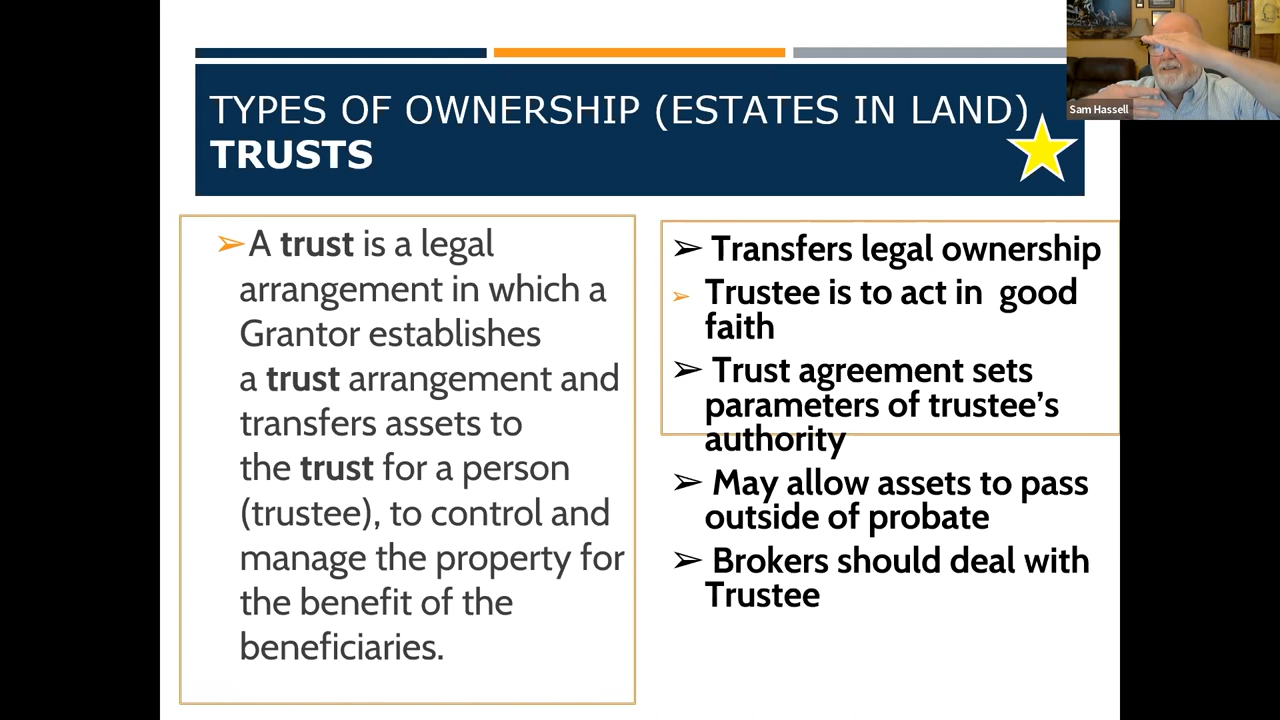 TYPES OF OWNERSHIP (ESTATES IN LAND)
TRUSTS
Sam Hassell
➢A trust is a legal
arrangement in which a
Grantor establishes
a trust arrangement and
transfers assets to
the trust for a person
(trustee), to control and
manage the property for
the benefit of the
beneficiaries.
➢ Transfers legal ownership
➢ Trustee is to act in good
faith
➢ Trust agreement sets
parameters of trustee’s
authority
➢ May allow assets to pass
outside of probate
➢ Brokers should deal with
Trustee